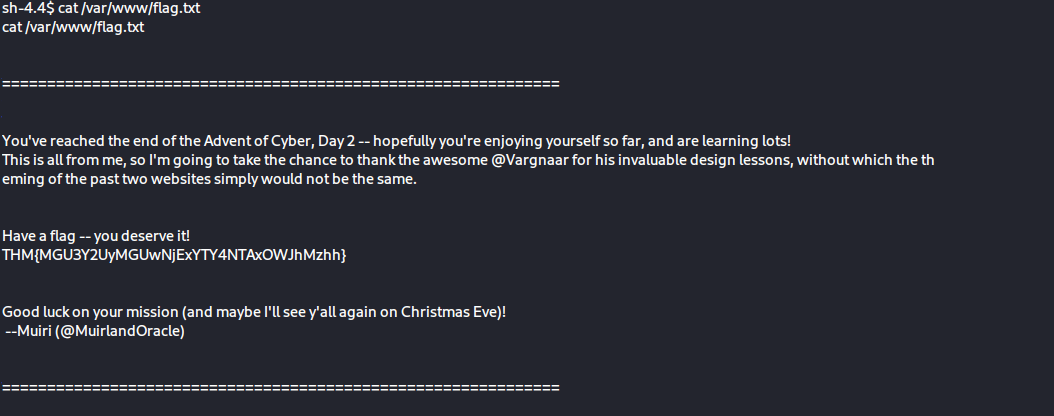 sh-4.4$ cat /var/www/flag.txt
cat /var/www/flag.txt
==============================================================
You've reached the end of the Advent of Cyber, Day 2 -- hopefully you're enjoying yourself so far, and are learning lots!
This is all from me, so I'm going to take the chance to thank the awesome @Vargnaar for his invaluable design lessons, without which the th
eming of the past two websites simply would not be the same.
Have a flag -- you deserve it!
THM{MGU3Y2UyMGUwNjExYTY4NTAxOWJhMzhh}
Good luck on your mission (and maybe I'll see y'all again on Christmas Eve)!
 --Muiri (@MuirlandOracle)
==============================================================